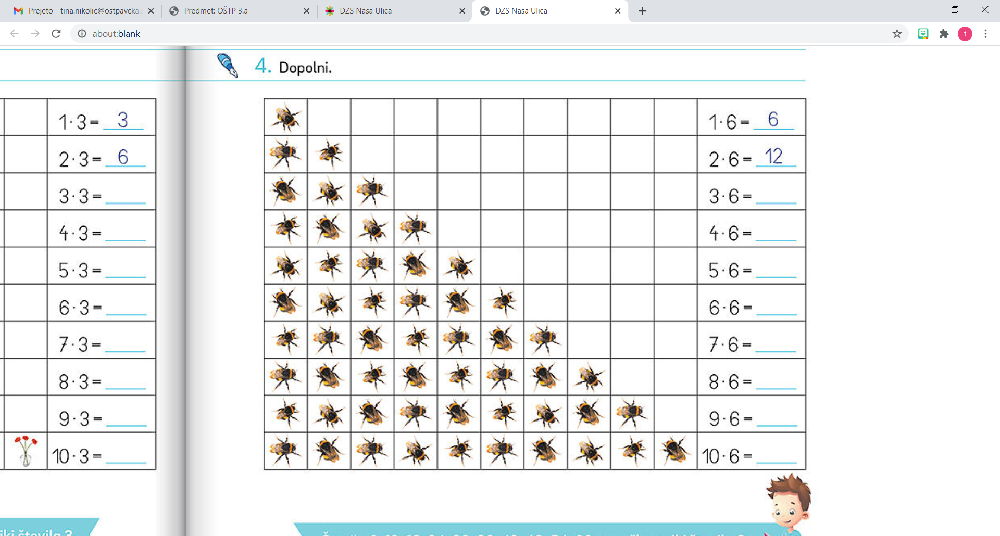 Prejeto - tina.nikolic@ostpavcka.
Predmet: OŠTP 3.a
DZS Nasa Ulica
DZS Nasa Ulica
about:blank
t
4. Dopolni.
1·3= 3
2·3= 6
3·3=
4·3=
5·3=
6·3=
7·3=
8·3=
9·3=
10·3=
1·6= 6
2·6= 12
3·6=
4·6=
5·6=
6·6=
7·6=
8·6=
9·6=
10·6=
števila 3